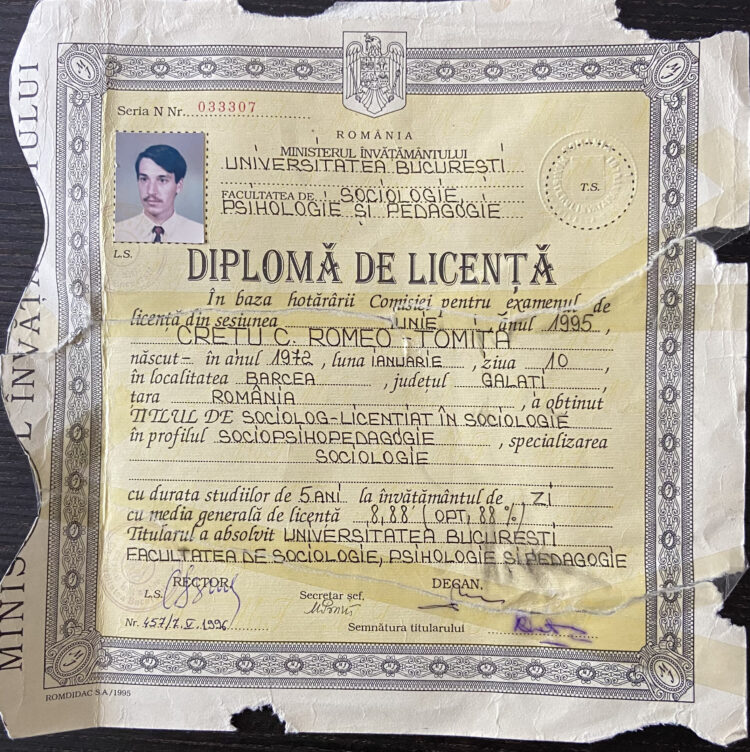 MINIS L ÎNVĂȚĂ TULUI
Seria N Nr. 033307
ROMÂNIA
MINISTERUL ÎNVĂȚĂMÂNTULUI
UNIVERSITATEA BUCUREȘTI
FACULTATEA DE SOCIOLOGIE,
PSIHOLOGIE ȘI PEDAGOGIE
T.S.
L.S.
DIPLOMĂ DE LICENȚĂ
În baza hotărârii Comisiei pentru examenul de
licență din sesiunea IUNIE anul 1995,
CREȚU C. ROMEO - TOMIȚA
născut- în anul 1972, luna IANUARIE, ziua 10,
în localitatea BARCEA, județul GALAȚI,
țara ROMÂNIA, a obținut
TITLUL DE SOCIOLOG-LICENȚIAT ÎN SOCIOLOGIE
în profilul SOCIOPSIHOPEDAGOGIE, specializarea
SOCIOLOGIE
cu durata studiilor de 5 ANI la învățământul de ZI
cu media generală de licență 8,88 (OPT, 88 %)
Titularul a absolvit UNIVERSITATEA BUCUREȘTI
FACULTATEA DE SOCIOLOGIE, PSIHOLOGIE ȘI PEDAGOGIE
RECTOR, DECAN,
L.S. Secretar șef,
Nr. 457/7.V.1996 Semnătura titularului
ROMDIDAC S.A/1995